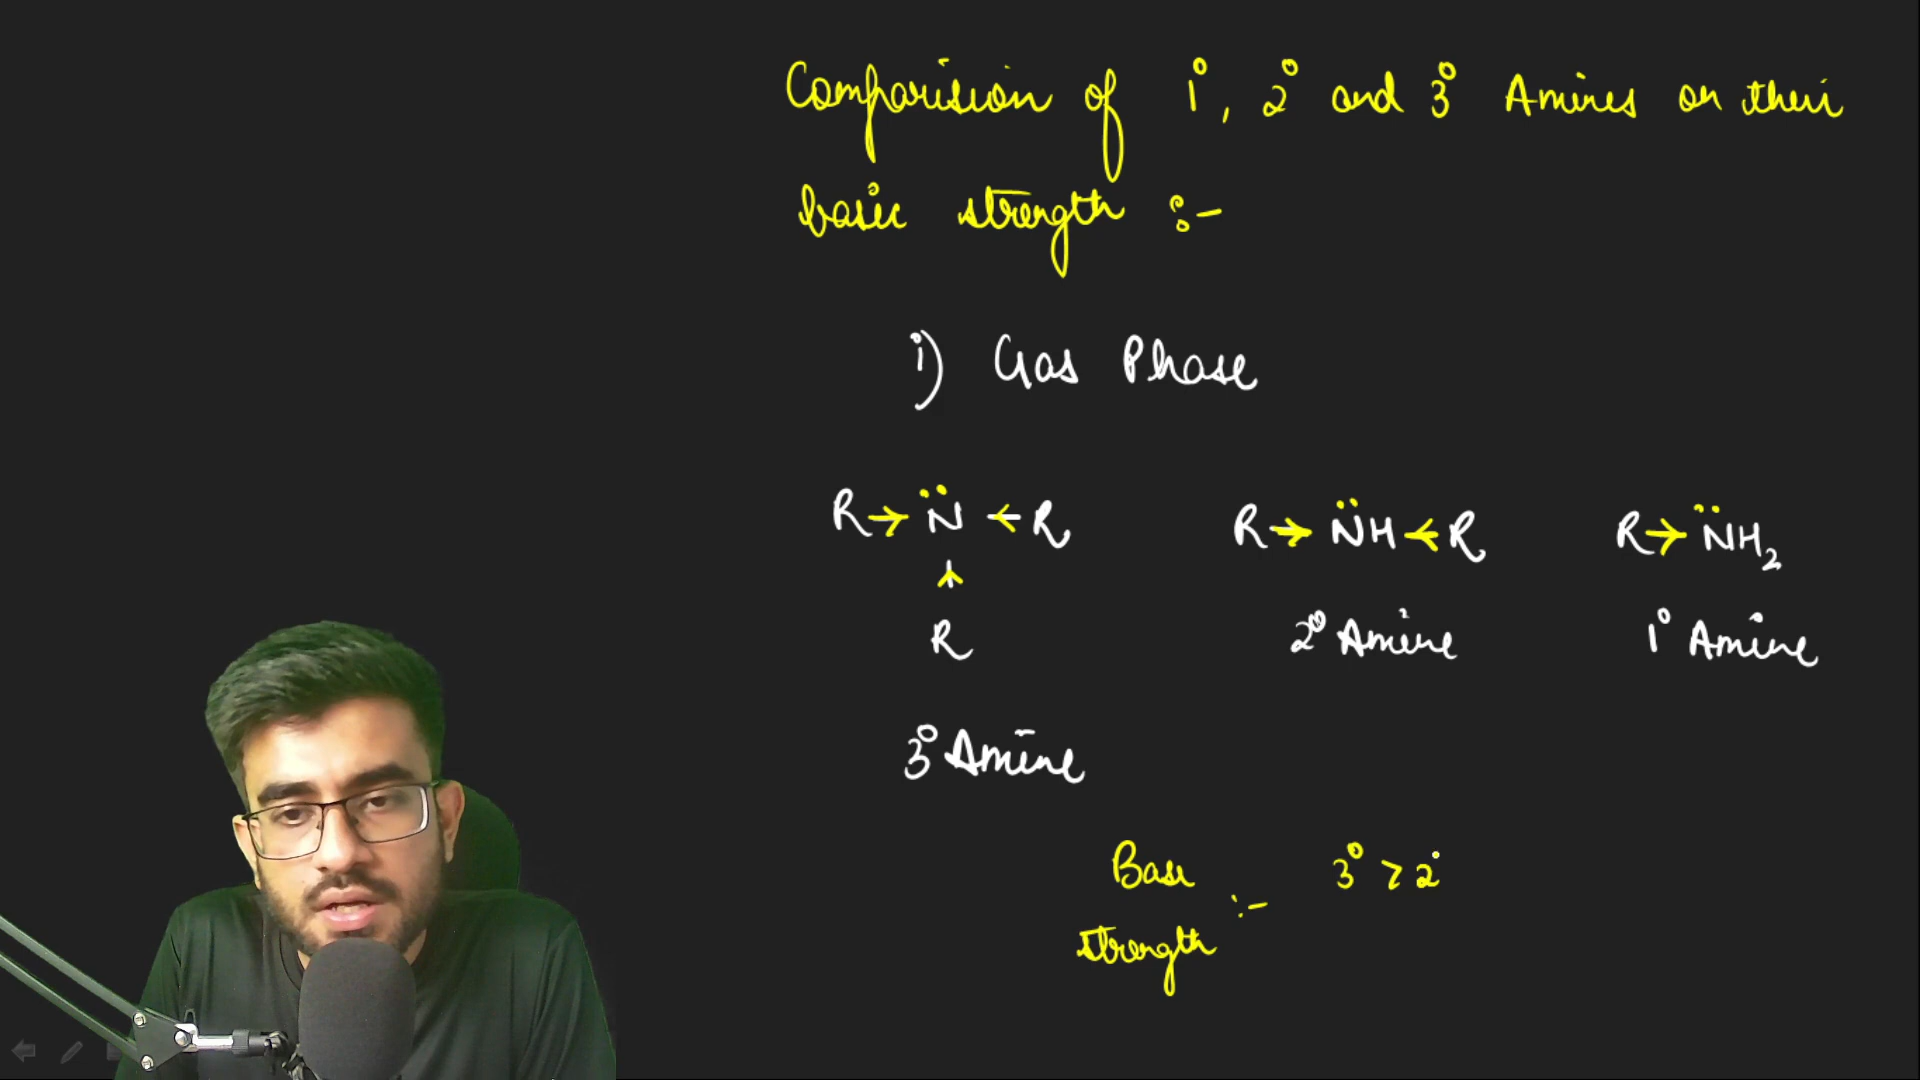 Comparision of 1°, 2° and 3° Amines on their
basic strength :-
i) Gas Phase
R→N̈←R R→N̈H←R R→N̈H₂
↑
R 2° Amine 1° Amine
3° Amine
Base
strength :- 3° > 2°